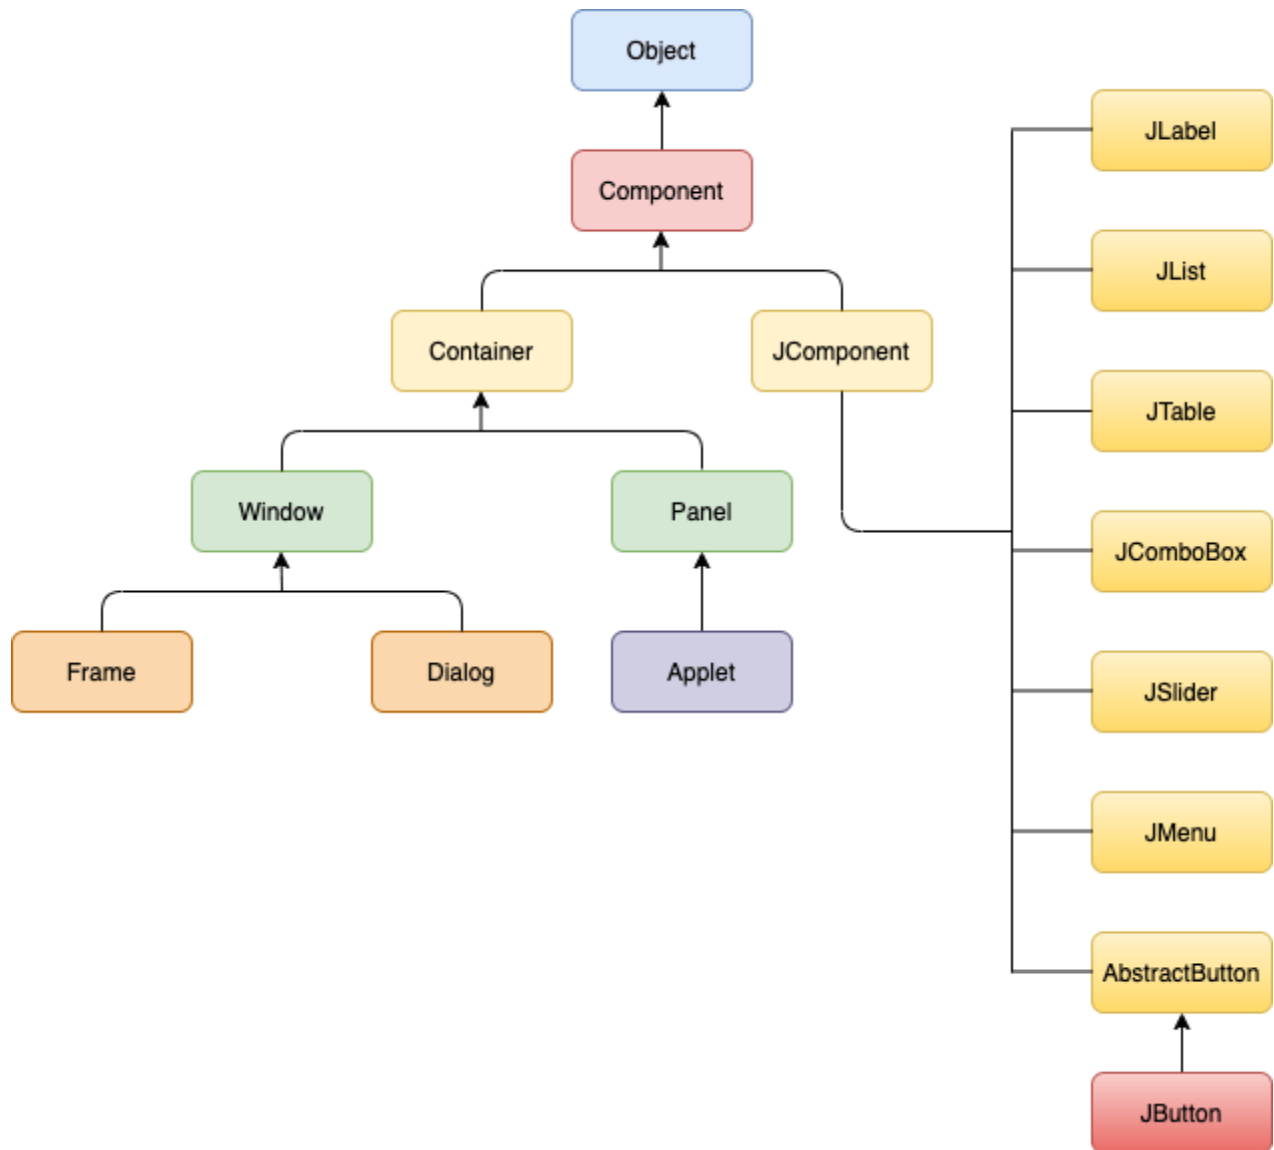 Object
Component
Container
JComponent
Window
Panel
Frame
Dialog
Applet
JLabel
JList
JTable
JComboBox
JSlider
JMenu
AbstractButton
JButton